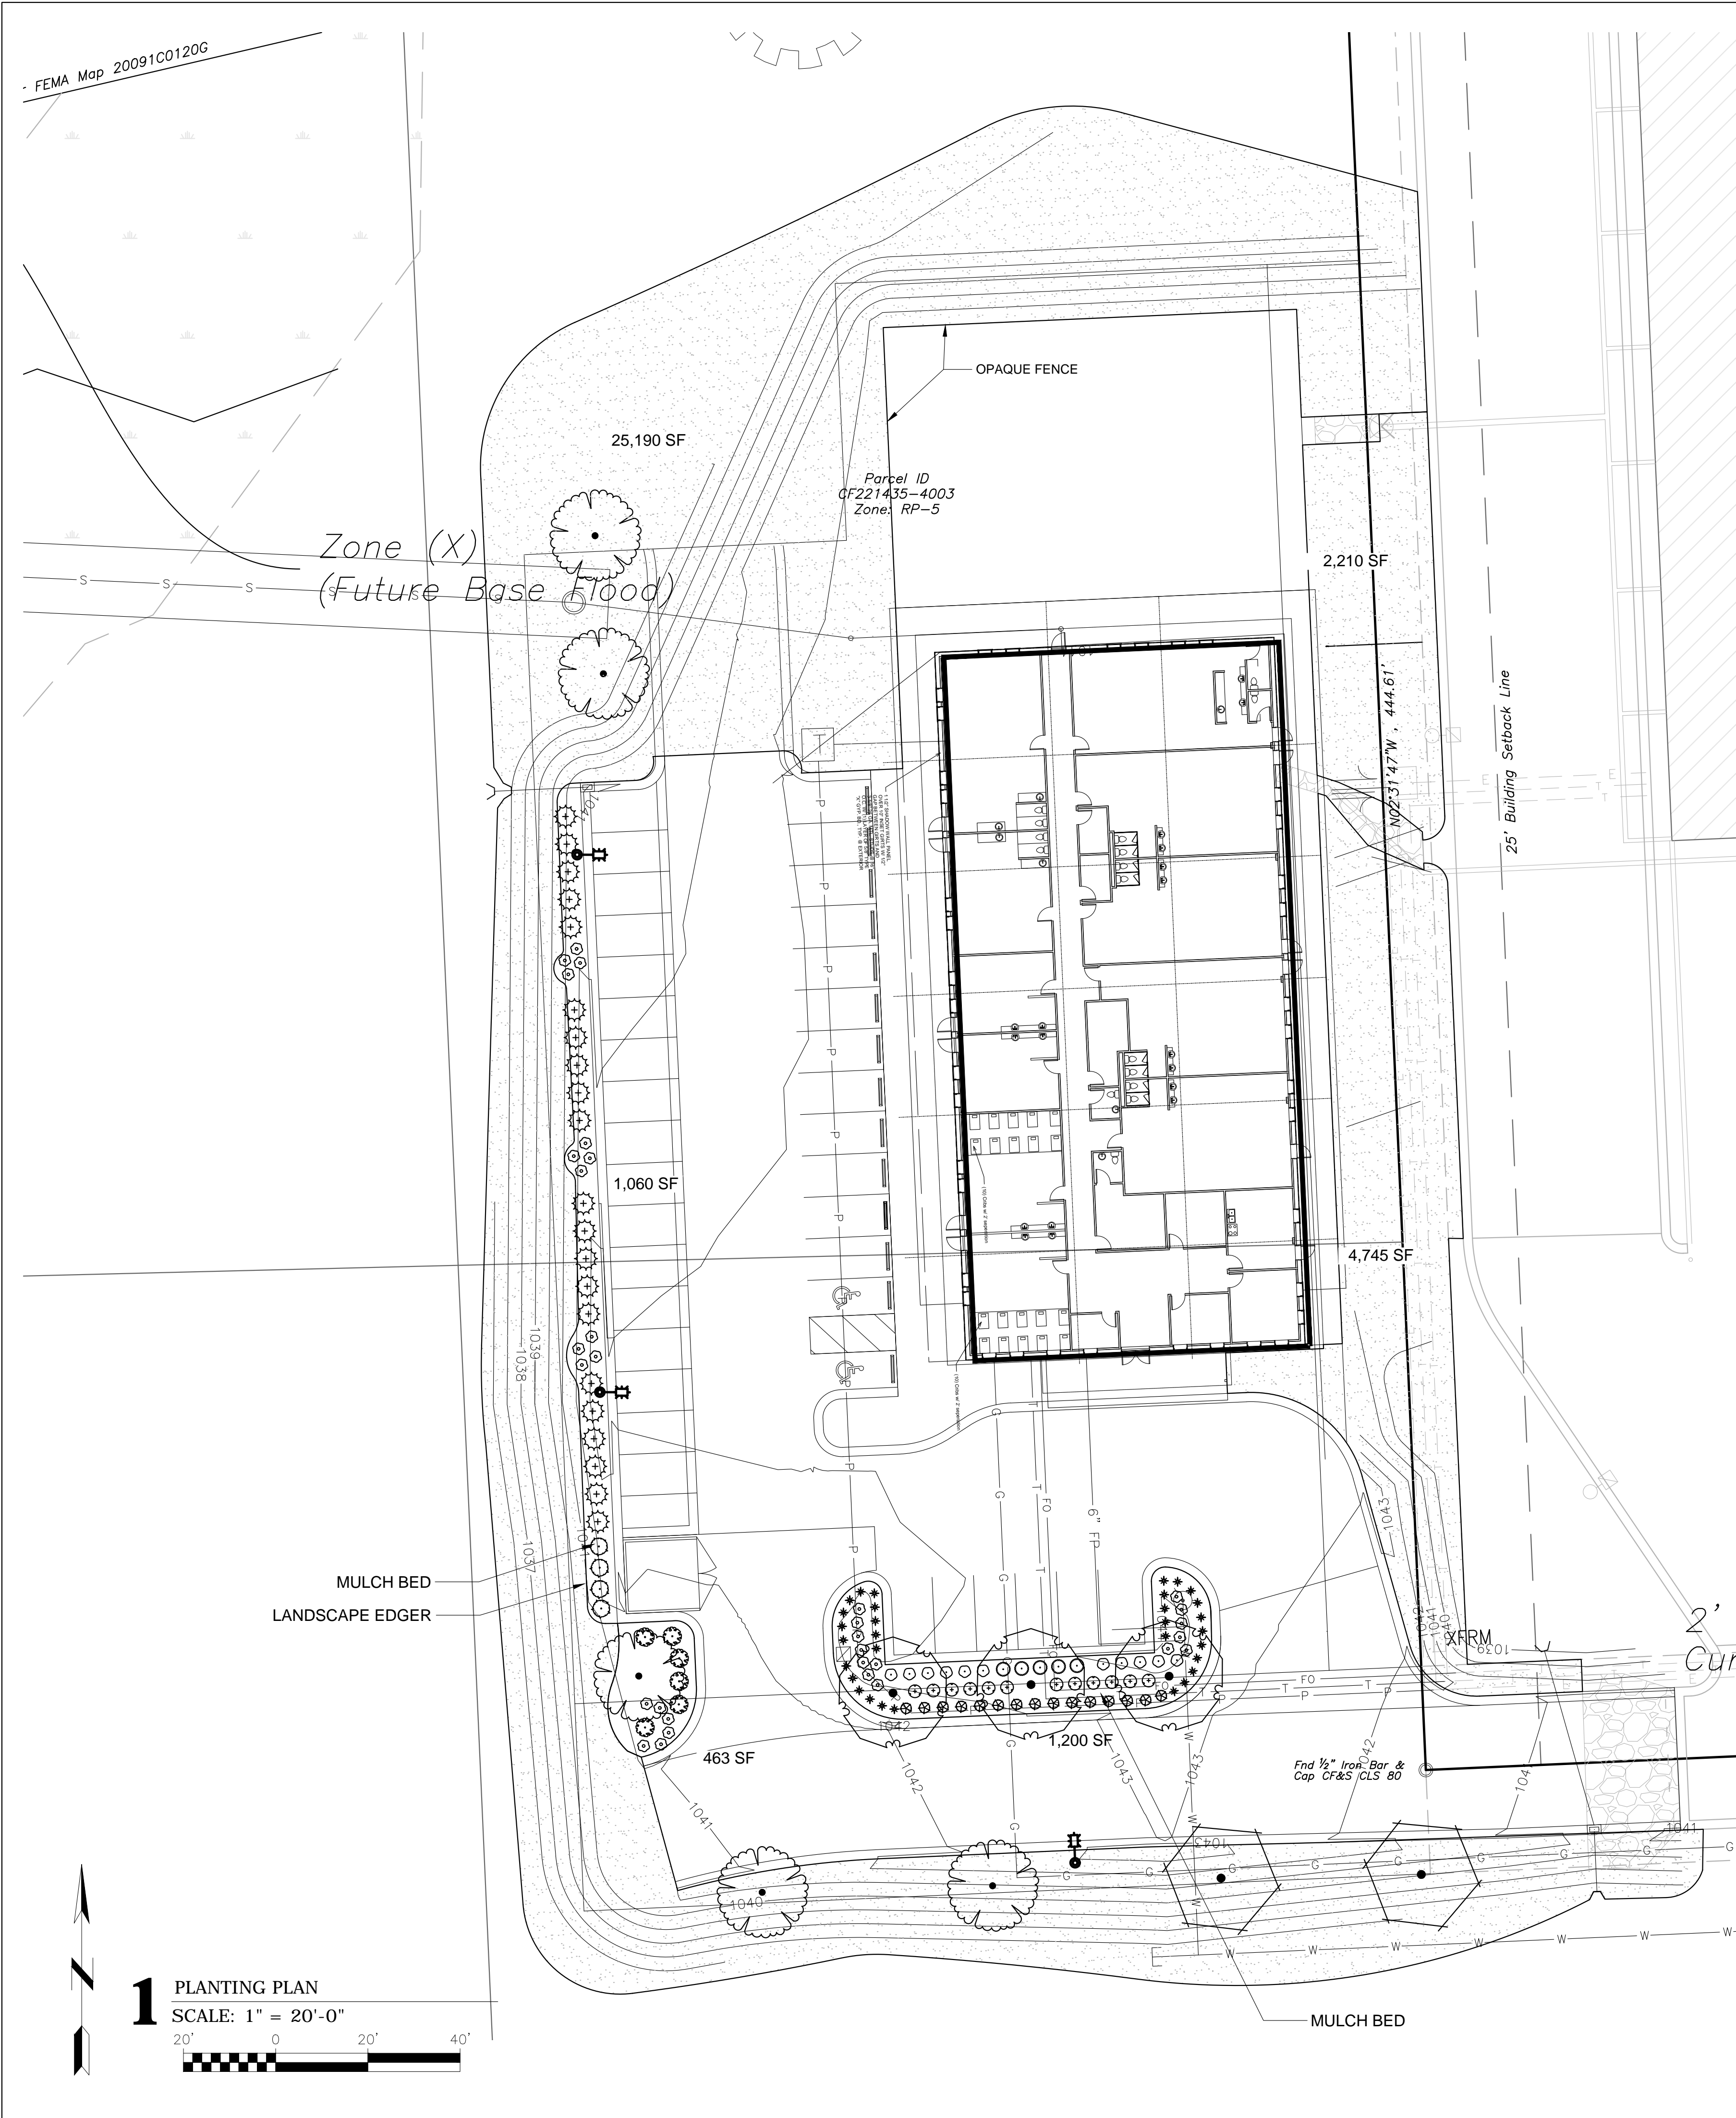 FEMA Map 20091C0120G
OPAQUE FENCE
25,190 SF
Parcel ID
CF221435-4003
Zone: RP-5
Zone (X)
(Future Base Flood)
2,210 SF
N02°31'47"W , 444.61'
25' Building Setback Line
1,060 SF
4,745 SF
1039
1038
1037
6" FP
MULCH BED
LANDSCAPE EDGER
1043
1042
1041
XFRM
1039
2'
463 SF
1,200 SF
1042
1042
1043
1043
1042
Fnd ½" Iron Bar &
Cap CF&S CLS 80
1041
1043
1041
1040
1
PLANTING PLAN
SCALE: 1" = 20'-0"
20' 0 20' 40'
MULCH BED